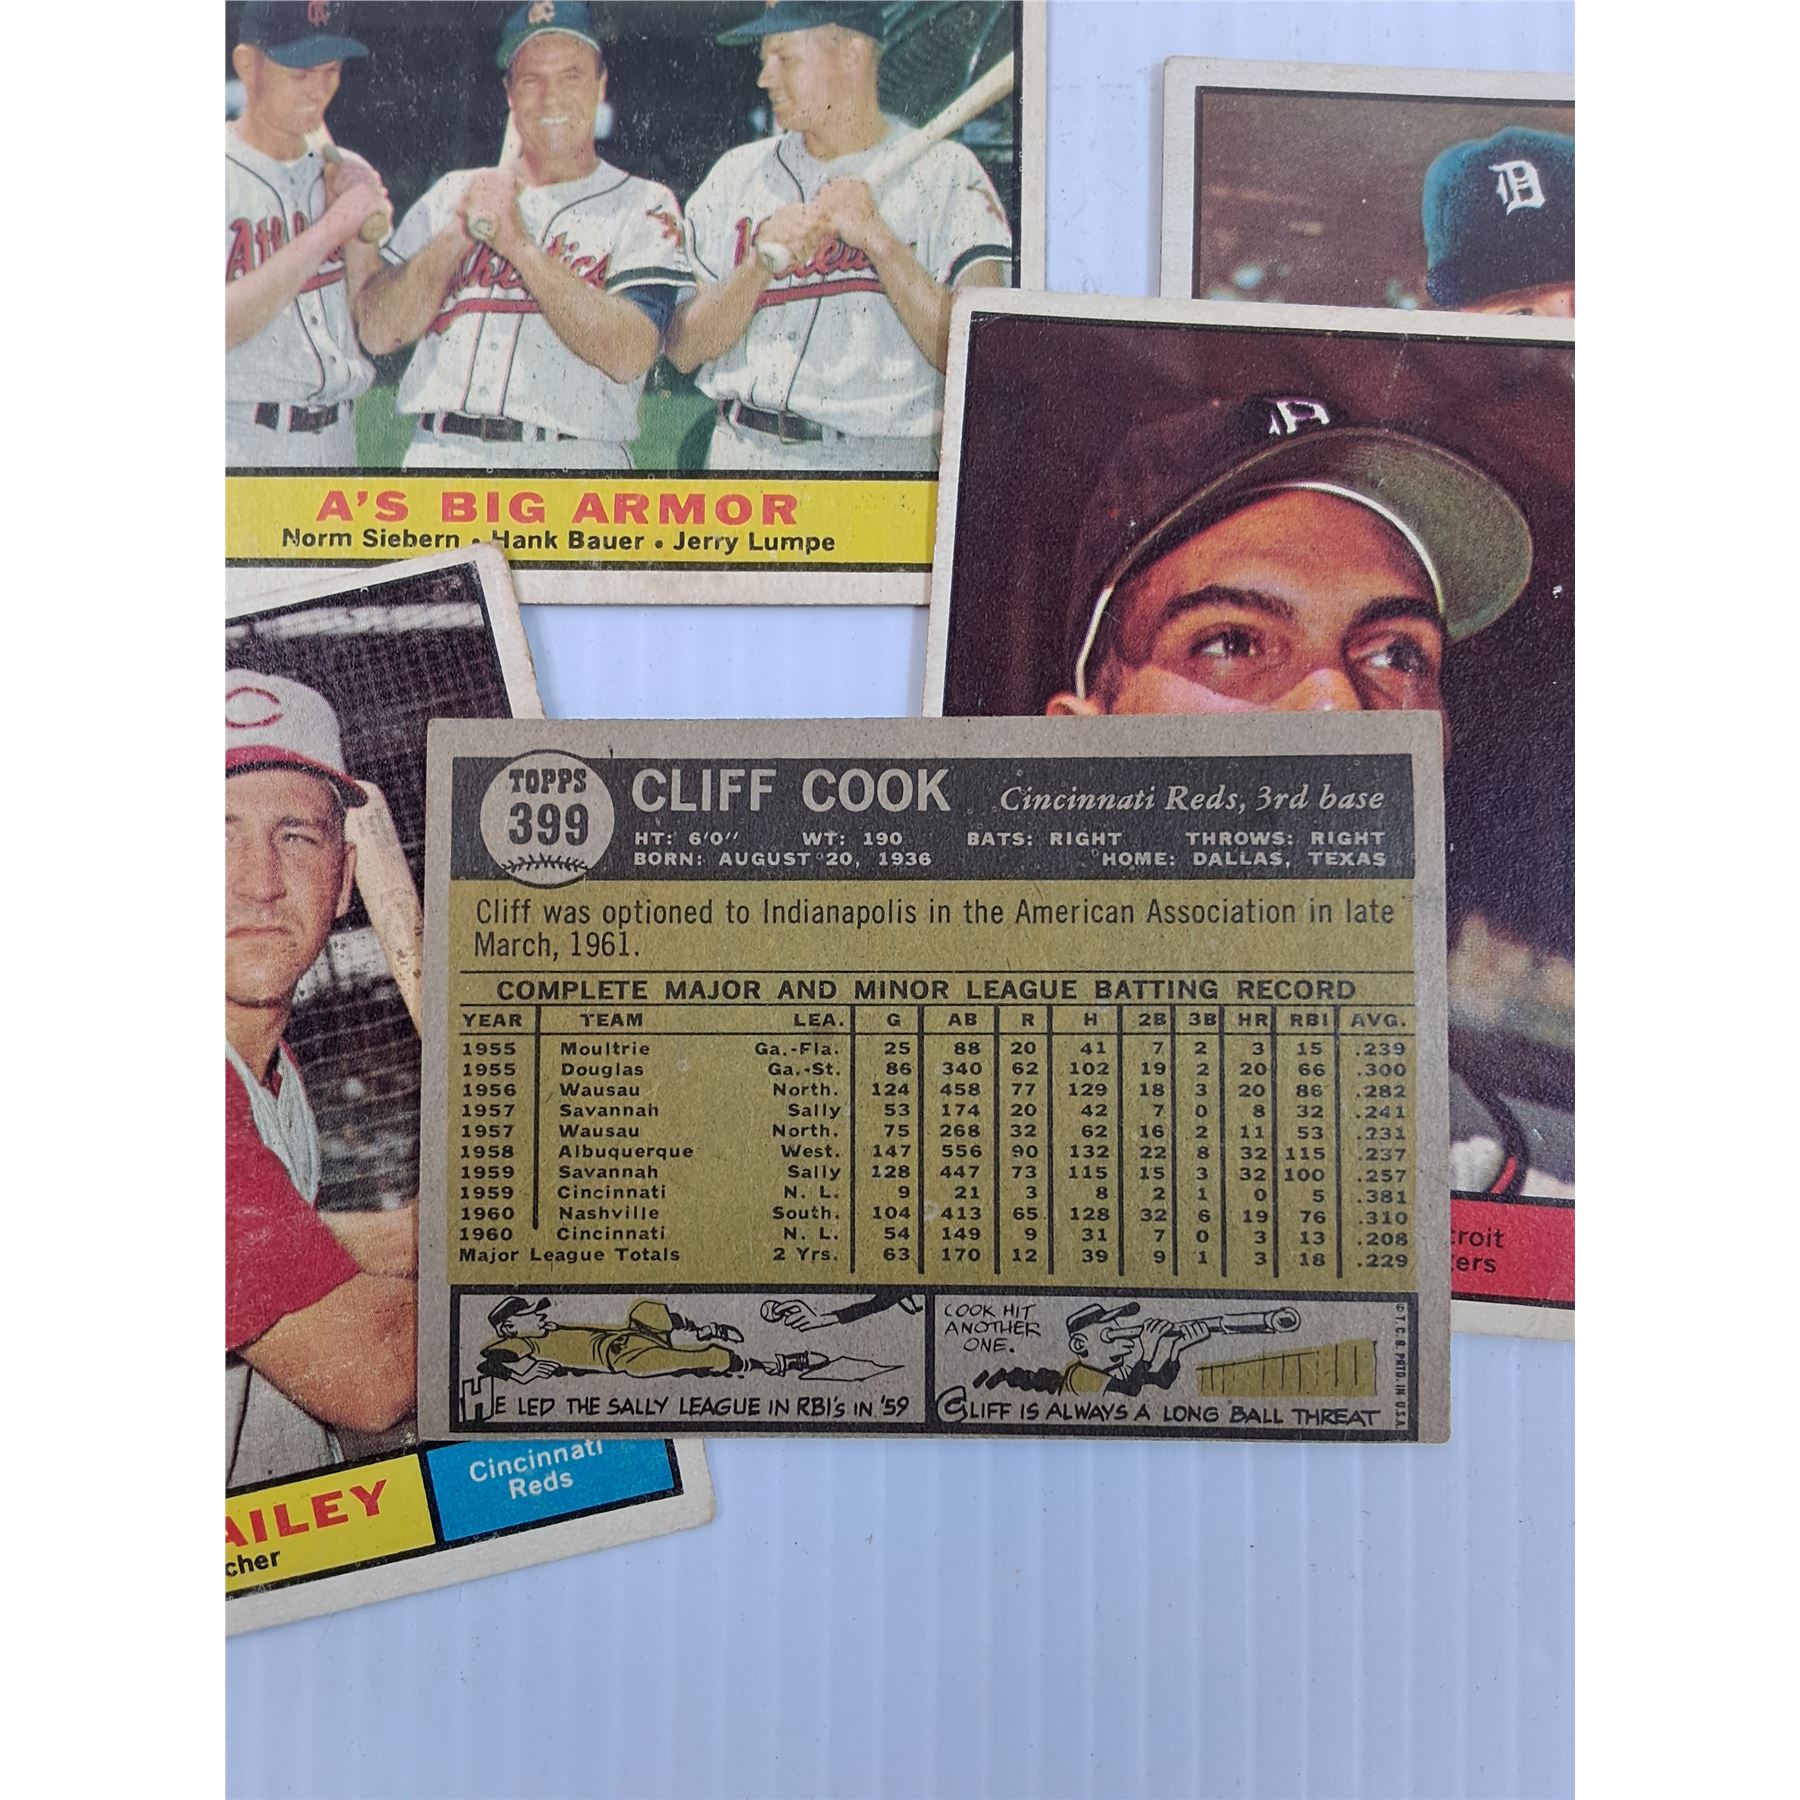 Athletics
D
A'S BIG ARMOR
Norm Siebern • Hank Bauer • Jerry Lumpe
D
C
TOPPS
399
CLIFF COOK Cincinnati Reds, 3rd base
HT: 6'0" WT: 190 BATS: RIGHT THROWS: RIGHT
BORN: AUGUST 20, 1936 HOME: DALLAS, TEXAS
Cliff was optioned to Indianapolis in the American Association in late
March, 1961.
COMPLETE MAJOR AND MINOR LEAGUE BATTING RECORD
YEAR TEAM LEA. G AB R H 2B 3B HR RBI AVG.
1955 Moultrie Ga.-Fla. 25 88 20 41 7 2 3 15 .239
1955 Douglas Ga.-St. 86 340 62 102 19 2 20 66 .300
1956 Wausau North. 124 458 77 129 18 3 20 86 .282
1957 Savannah Sally 53 174 20 42 7 0 8 32 .241
1957 Wausau North. 75 268 32 62 16 2 11 53 .231
1958 Albuquerque West. 147 556 90 132 22 8 32 115 .237
1959 Savannah Sally 128 447 73 115 15 3 32 100 .257
1959 Cincinnati N. L. 9 21 3 8 2 1 0 5 .381
1960 Nashville South. 104 413 65 128 32 6 19 76 .310
1960 Cincinnati N. L. 54 149 9 31 7 0 3 13 .208
Major League Totals 2 Yrs. 63 170 12 39 9 1 3 18 .229
HE LED THE SALLY LEAGUE IN RBI'S IN '59
COOK HIT
ANOTHER
ONE.
CLIFF IS ALWAYS A LONG BALL THREAT
© T. C. G. PRTD. IN U.S.A.
troit
ers
AILEY
cher
Cincinnati
Reds